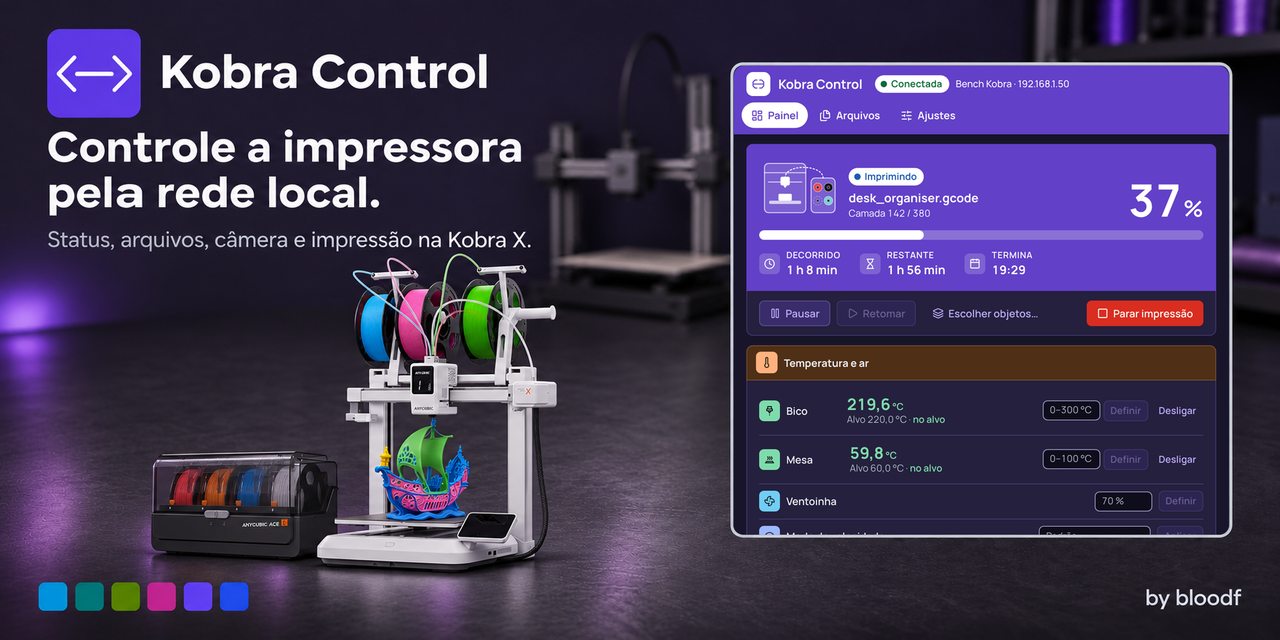 Kobra Control
Controle a impressora
pela rede local.
Status, arquivos, câmera e impressão na Kobra X.
ANYCUBIC
X
ANYCUBIC ACE
by bloodf
Kobra Control
Conectada
Bench Kobra · 192.168.1.50
Painel
Arquivos
Ajustes
Imprimindo
desk_organiser.gcode
Camada 142 / 380
37%
DECORRIDO
1 h 8 min
RESTANTE
1 h 56 min
TERMINA
19:29
Pausar
Retomar
Escolher objetos…
Parar impressão
Temperatura e ar
Bico
219,6 °C
Alvo 220,0 °C · no alvo
0–300 °C
Definir
Desligar
Mesa
59,8 °C
Alvo 60,0 °C · no alvo
0–100 °C
Definir
Desligar
Ventoinha
70 %
Definir